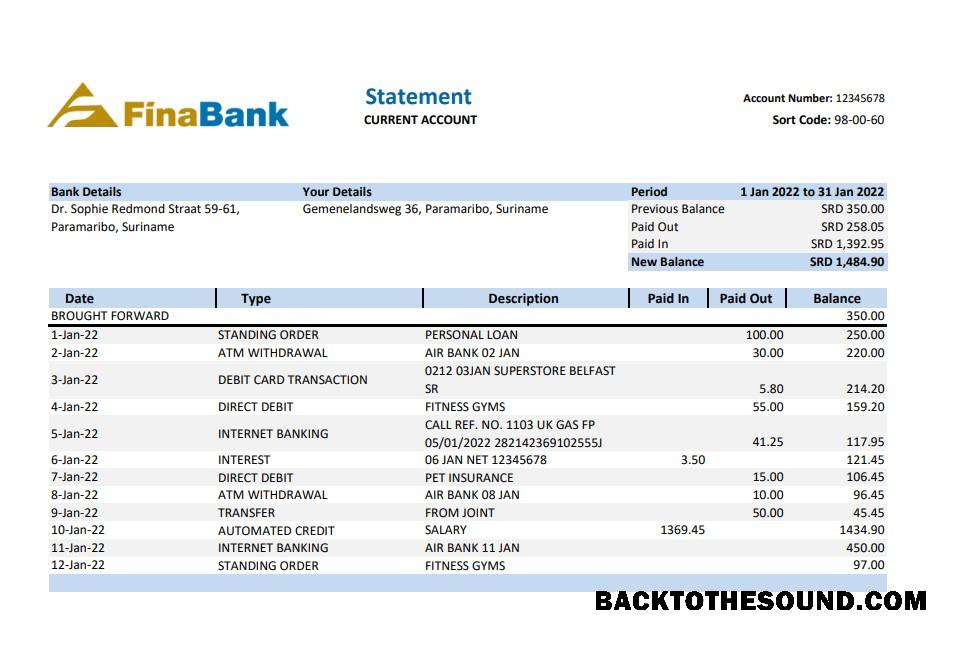 FinaBank
Statement
CURRENT ACCOUNT
Account Number: 12345678
Sort Code: 98-00-60
Bank Details Your Details Period 1 Jan 2022 to 31 Jan 2022
Dr. Sophie Redmond Straat 59-61, Gemenelandsweg 36, Paramaribo, Suriname Previous Balance SRD 350.00
Paramaribo, Suriname Paid Out SRD 258.05
Paid In SRD 1,392.95
New Balance SRD 1,484.90
Date Type Description Paid In Paid Out Balance
BROUGHT FORWARD 350.00
1-Jan-22 STANDING ORDER PERSONAL LOAN 100.00 250.00
2-Jan-22 ATM WITHDRAWAL AIR BANK 02 JAN 30.00 220.00
3-Jan-22 DEBIT CARD TRANSACTION 0212 03JAN SUPERSTORE BELFAST
SR 5.80 214.20
4-Jan-22 DIRECT DEBIT FITNESS GYMS 55.00 159.20
5-Jan-22 INTERNET BANKING CALL REF. NO. 1103 UK GAS FP
05/01/2022 282142369102555J 41.25 117.95
6-Jan-22 INTEREST 06 JAN NET 12345678 3.50 121.45
7-Jan-22 DIRECT DEBIT PET INSURANCE 15.00 106.45
8-Jan-22 ATM WITHDRAWAL AIR BANK 08 JAN 10.00 96.45
9-Jan-22 TRANSFER FROM JOINT 50.00 45.45
10-Jan-22 AUTOMATED CREDIT SALARY 1369.45 1434.90
11-Jan-22 INTERNET BANKING AIR BANK 11 JAN 450.00
12-Jan-22 STANDING ORDER FITNESS GYMS 97.00
BACKTOTHESOUND.COM